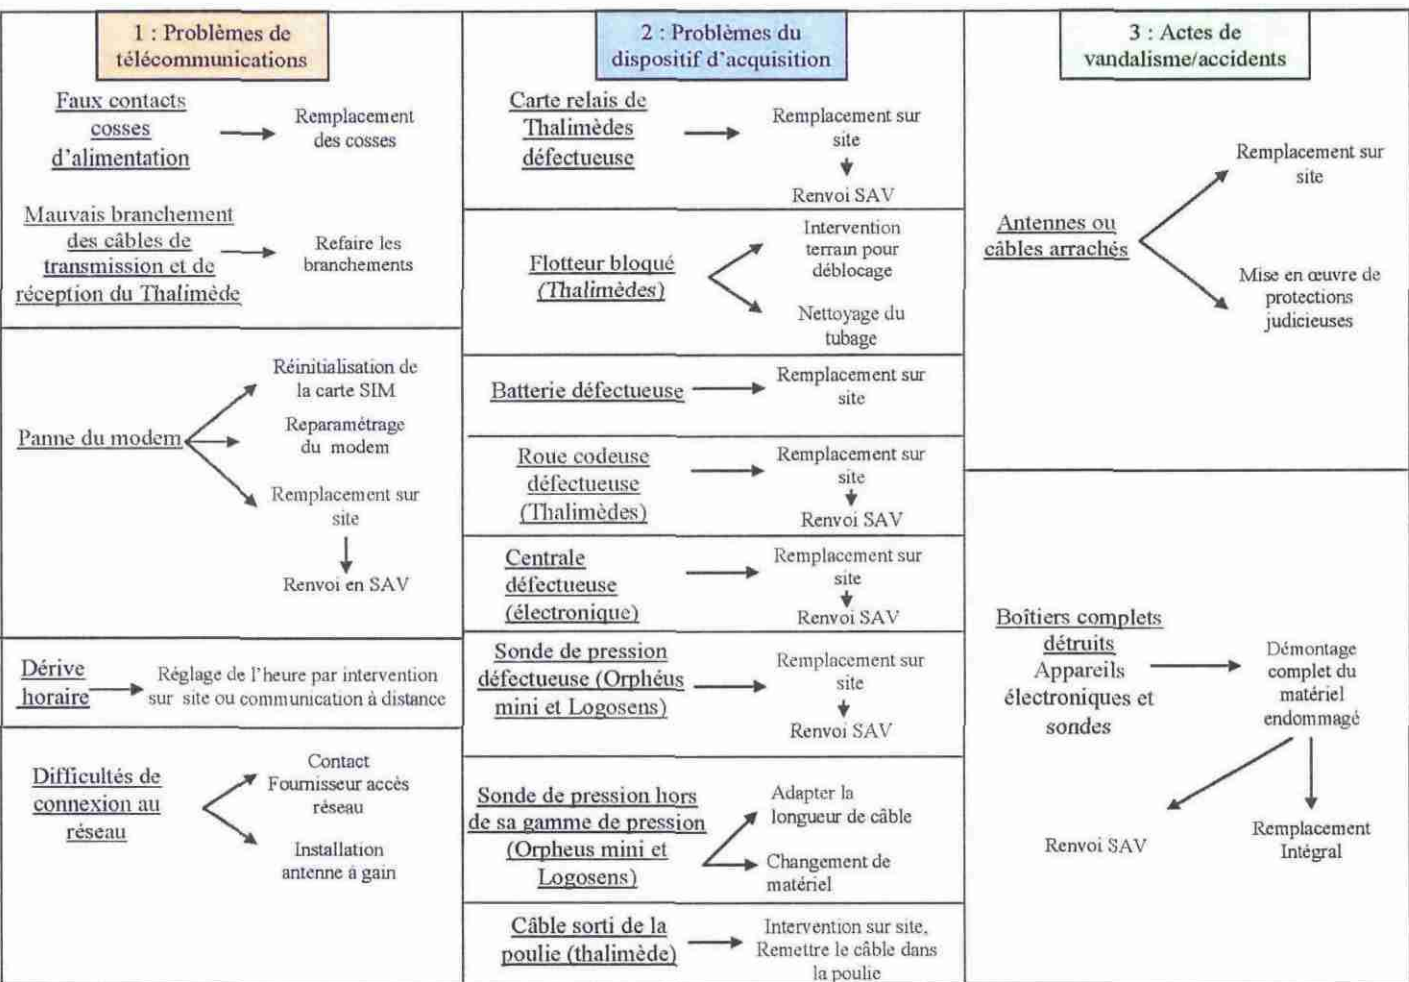 1 : Problèmes de
télécommunications
Faux contacts
cosses
d'alimentation
Remplacement
des cosses
Mauvais branchement
des câbles de
transmission et de
réception du Thalimède
Refaire les
branchements
Panne du modem
Réinitialisation de
la carte SIM
Reparamétrage
du modem
Remplacement sur
site
Renvoi en SAV
Dérive
horaire
Réglage de l'heure par intervention
sur site ou communication à distance
Difficultés de
connexion au
réseau
Contact
Fournisseur accès
réseau
Installation
antenne à gain
2 : Problèmes du
dispositif d'acquisition
Carte relais de
Thalimèdes
défectueuse
Remplacement sur
site
Renvoi SAV
Flotteur bloqué
(Thalimèdes)
Intervention
terrain pour
déblocage
Nettoyage du
tubage
Batterie défectueuse
Remplacement sur
site
Roue codeuse
défectueuse
(Thalimèdes)
Remplacement sur
site
Renvoi SAV
Centrale
défectueuse
(électronique)
Remplacement sur
site
Renvoi SAV
Sonde de pression
défectueuse (Orphéus
mini et Logosens)
Remplacement sur
site
Renvoi SAV
Sonde de pression hors
de sa gamme de pression
(Orpheus mini et
Logosens)
Adapter la
longueur de câble
Changement de
matériel
Câble sorti de la
poulie (thalimède)
Intervention sur site,
Remettre le câble dans
la poulie
3 : Actes de
vandalisme/accidents
Antennes ou
câbles arrachés
Remplacement sur
site
Mise en œuvre de
protections
judicieuses
Boîtiers complets
détruits
Appareils
électroniques et
sondes
Démontage
complet du
matériel
endommagé
Renvoi SAV
Remplacement
Intégral